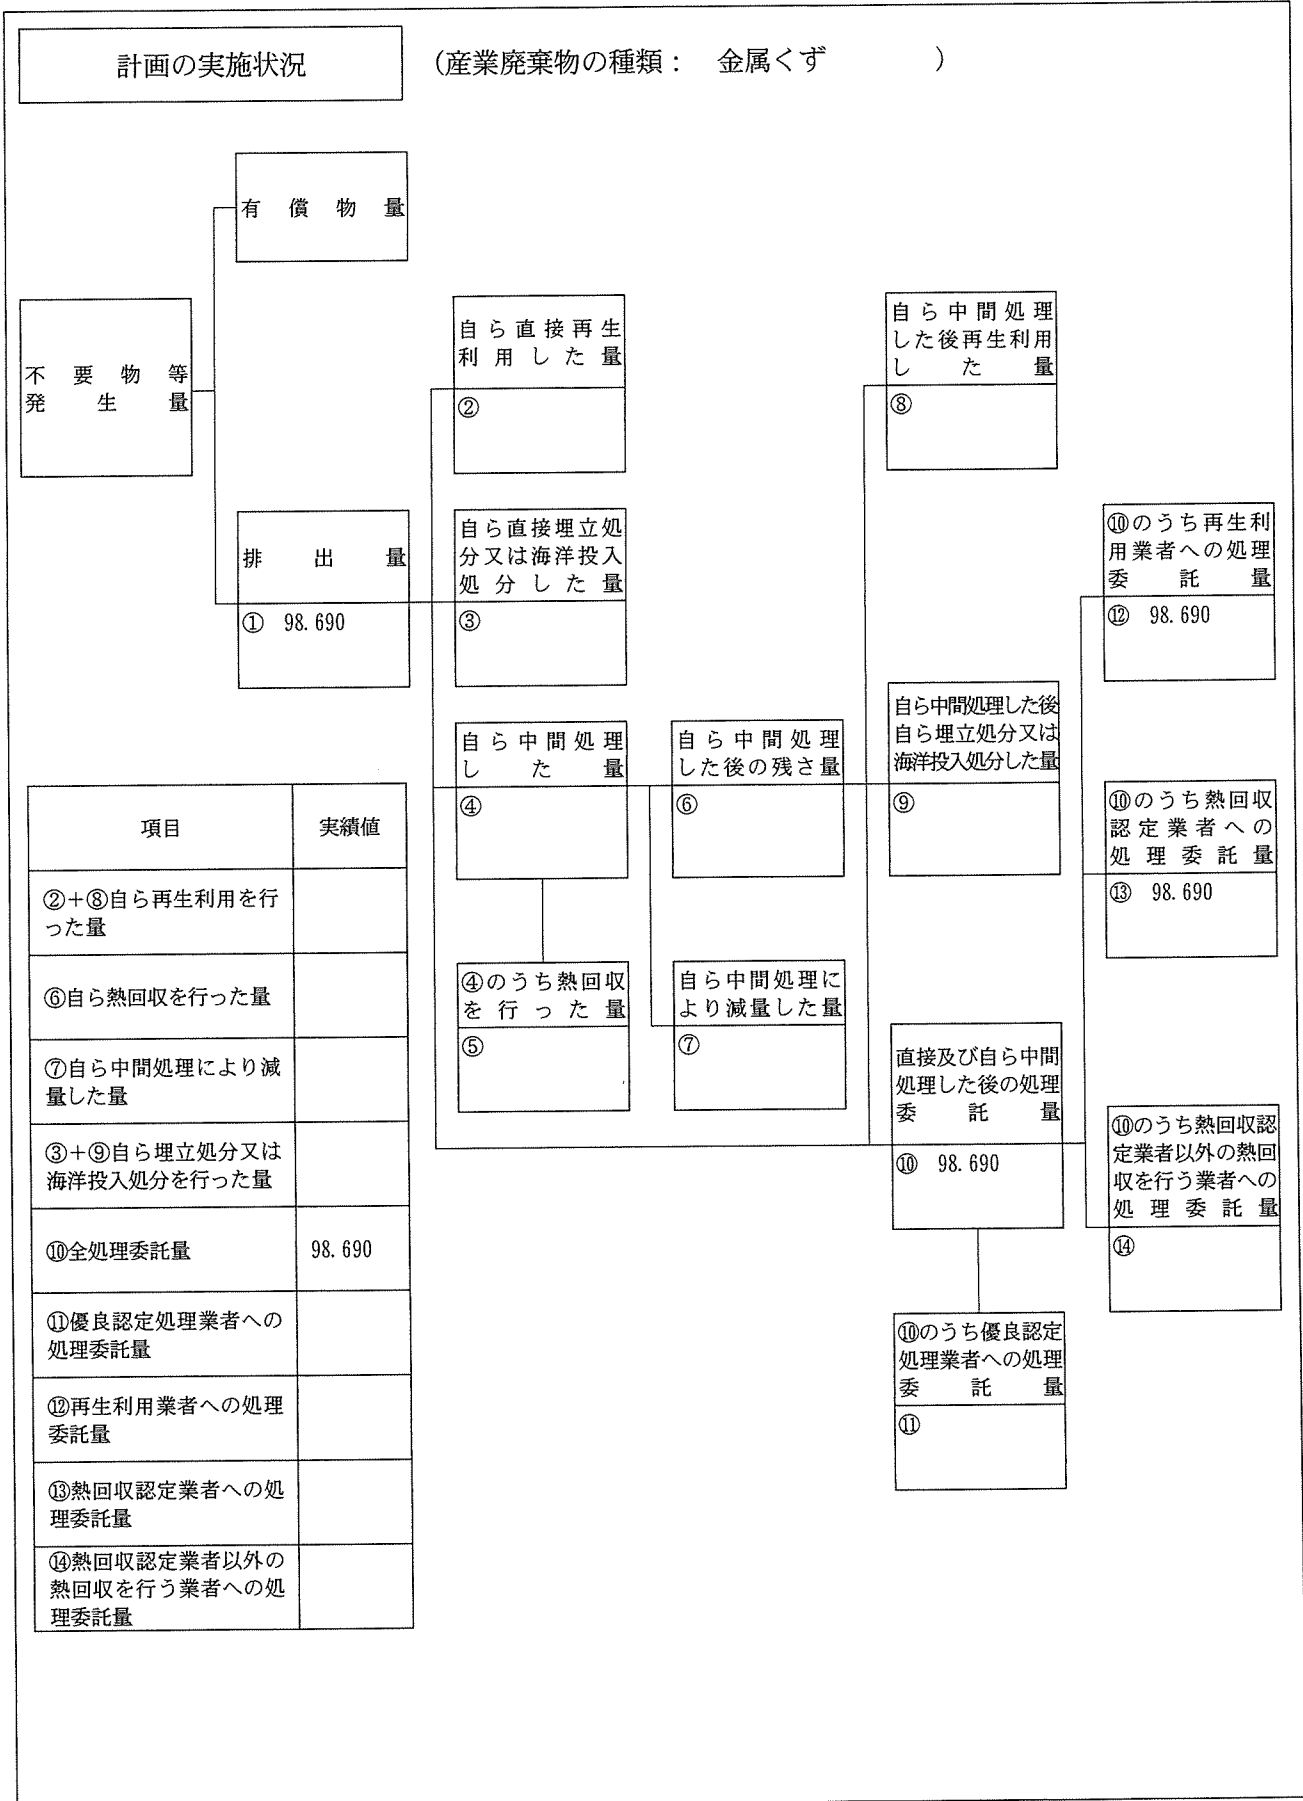 計画の実施状況
(産業廃棄物の種類： 金属くず )
有償物量
不要物等
発生量
排出量
① 98.690
自ら直接再生
利用した量
②
自ら直接埋立処
分又は海洋投入
処分した量
③
自ら中間処理
した量
④
④のうち熱回収
を行った量
⑤
自ら中間処理
した後の残さ量
⑥
自ら中間処理に
より減量した量
⑦
自ら中間処理
した後再生利用
した量
⑧
自ら中間処理した後
自ら埋立処分又は
海洋投入処分した量
⑨
直接及び自ら中間
処理した後の処理
委託量
⑩ 98.690
⑩のうち優良認定
処理業者への処理
委託量
⑪
⑩のうち再生利
用業者への処理
委託量
⑫ 98.690
⑩のうち熱回収
認定業者への
処理委託量
⑬ 98.690
⑩のうち熱回収認
定業者以外の熱回
収を行う業者への
処理委託量
⑭
項目 実績値
②＋⑧自ら再生利用を行
った量
⑥自ら熱回収を行った量
⑦自ら中間処理により減
量した量
③＋⑨自ら埋立処分又は
海洋投入処分を行った量
⑩全処理委託量 98.690
⑪優良認定処理業者への
処理委託量
⑫再生利用業者への処理
委託量
⑬熱回収認定業者への処
理委託量
⑭熱回収認定業者以外の
熱回収を行う業者への処
理委託量